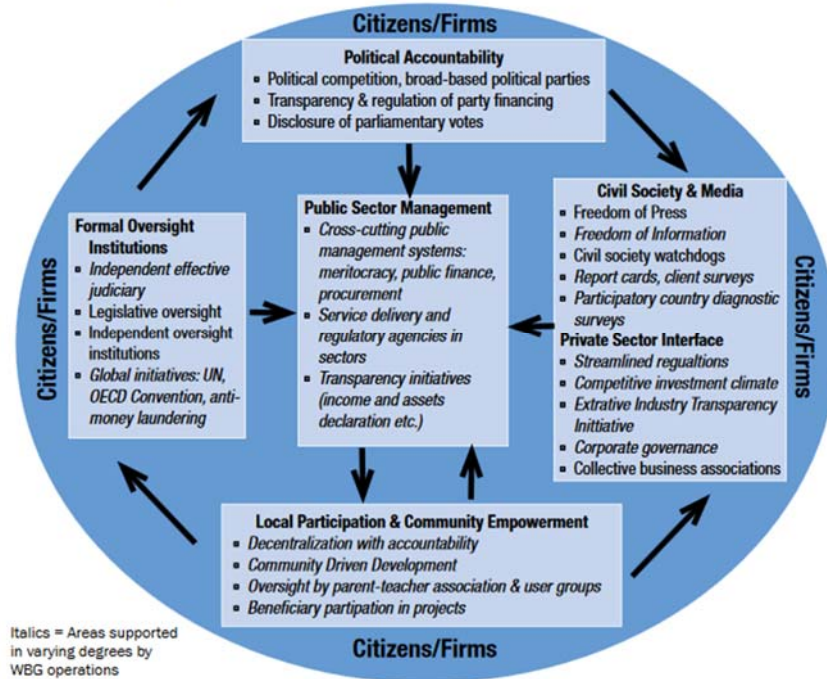 Citizens/Firms
Political Accountability
▪ Political competition, broad-based political parties
▪ Transparency & regulation of party financing
▪ Disclosure of parliamentary votes
Citizens/Firms
Formal Oversight
Institutions
▪ Independent effective
judiciary
▪ Legislative oversight
▪ Independent oversight
institutions
▪ Global initiatives: UN,
OECD Convention, anti-
money laundering
Public Sector Management
▪ Cross-cutting public
management systems:
meritocracy, public finance,
procurement
▪ Service delivery and
regulatory agencies in
sectors
▪ Transparency initiatives
(income and assets
declaration etc.)
Civil Society & Media
▪ Freedom of Press
▪ Freedom of Information
▪ Civil society watchdogs
▪ Report cards, client surveys
▪ Participatory country diagnostic
surveys
Private Sector Interface
▪ Streamlined regualtions
▪ Competitive investment climate
▪ Extrative Industry Transparency
Inittiative
▪ Corporate governance
▪ Collective business associations
Citizens/Firms
Local Participation & Community Empowerment
▪ Decentralization with accountability
▪ Community Driven Development
▪ Oversight by parent-teacher association & user groups
▪ Beneficiary partipation in projects
Citizens/Firms
Italics = Areas supported
in varying degrees by
WBG operations